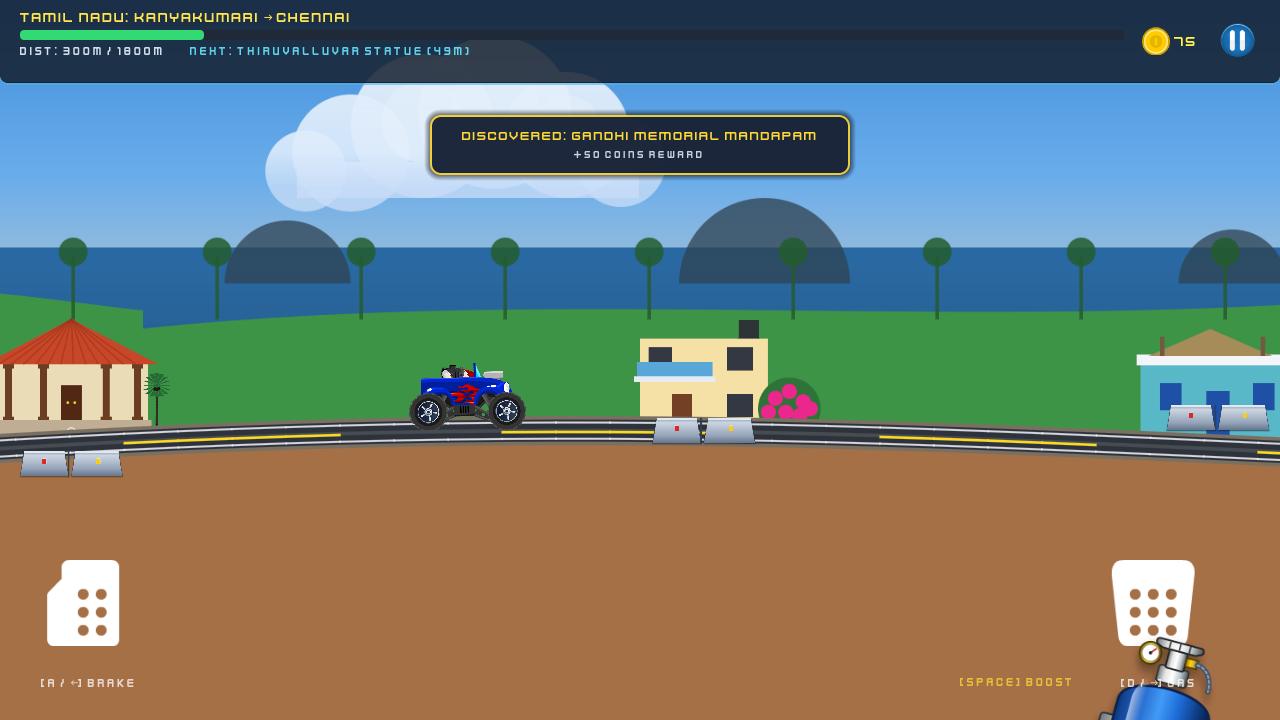 TAMIL NADU: KANYAKUMARI → CHENNAI
DIST: 300M / 1800M NEXT: THIRUVALLUVAR STATUE (49M)
75
DISCOVERED: GANDHI MEMORIAL MANDAPAM
+50 COINS REWARD
[A / ←] BRAKE
[SPACE] BOOST
[D / →] GAS